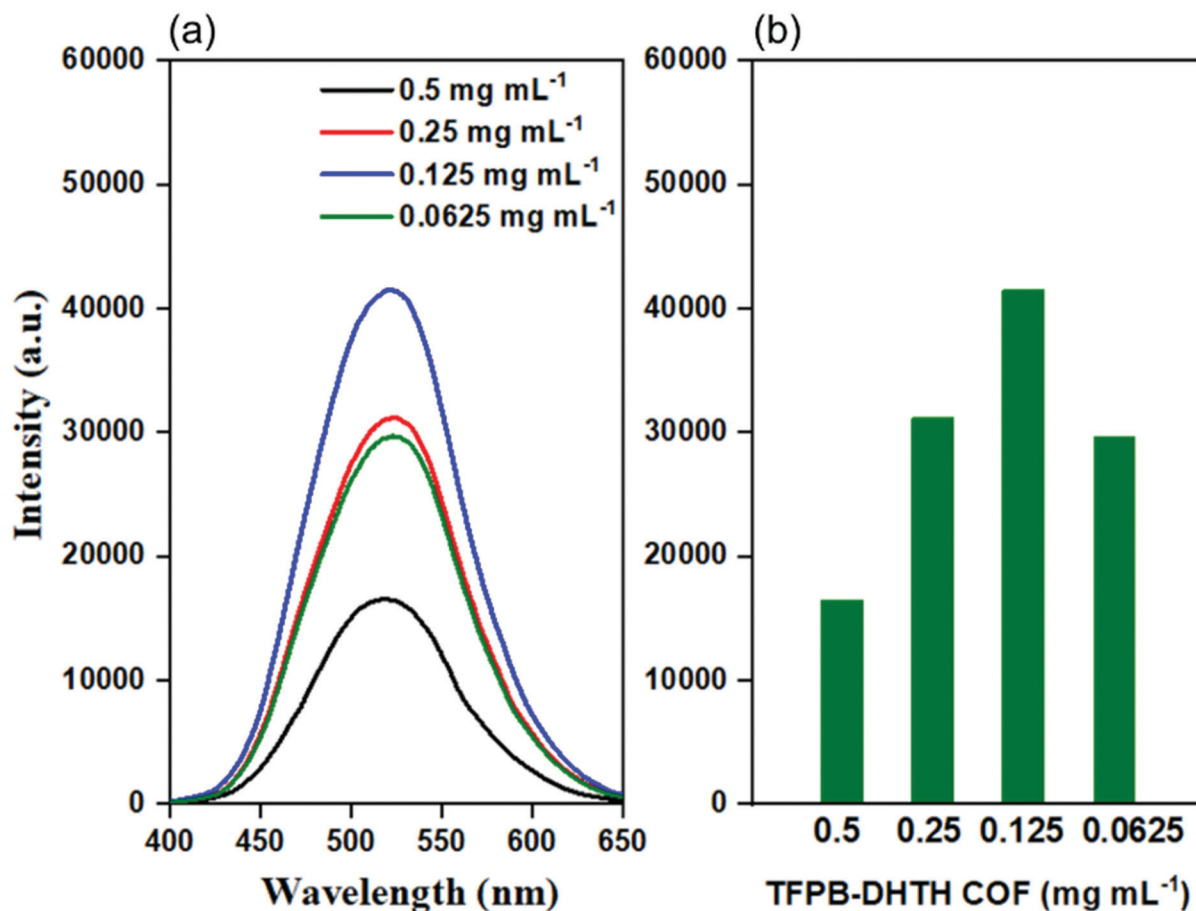 (a)
60000
50000
40000
30000
20000
10000
0
Intensity (a.u.)
0.5 mg mL⁻¹
0.25 mg mL⁻¹
0.125 mg mL⁻¹
0.0625 mg mL⁻¹
400 450 500 550 600 650
Wavelength (nm)
(b)
60000
50000
40000
30000
20000
10000
0
0.5 0.25 0.125 0.0625
TFPB-DHTH COF (mg mL⁻¹)